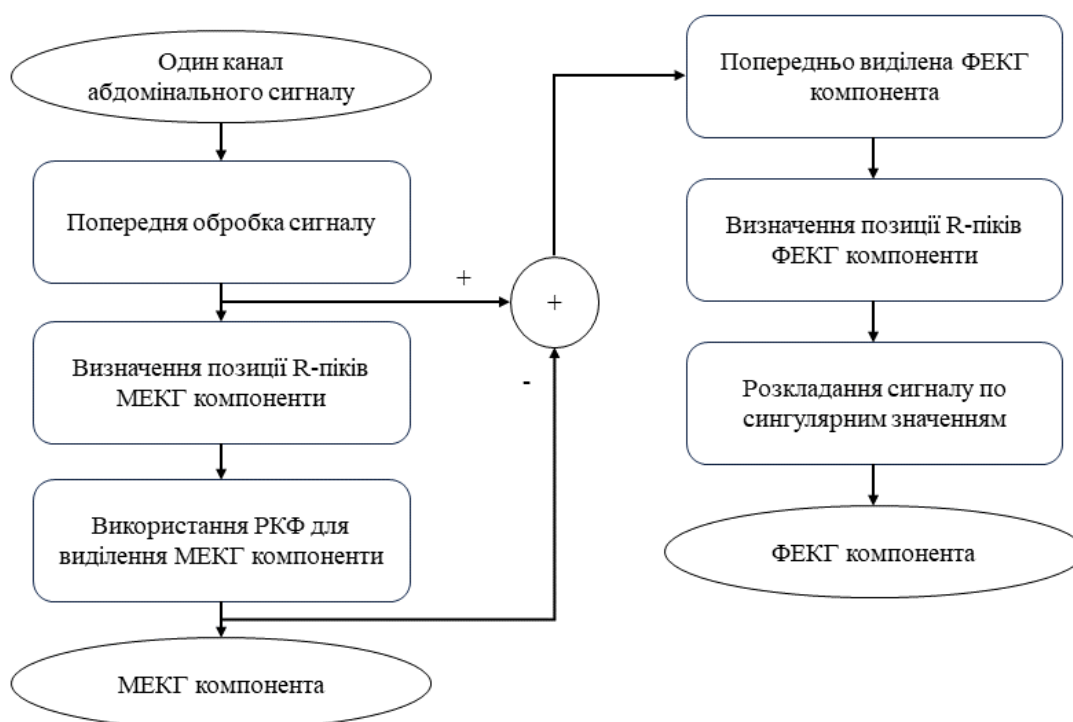 Один канал
абдомінального сигналу
Попередня обробка сигналу
Визначення позиції R-піків
МЕКГ компоненти
Використання РКФ для
виділення МЕКГ компоненти
МЕКГ компонента
+
+
-
Попередньо виділена ФЕКГ
компонента
Визначення позиції R-піків
ФЕКГ компоненти
Розкладання сигналу по
сингулярним значенням
ФЕКГ компонента